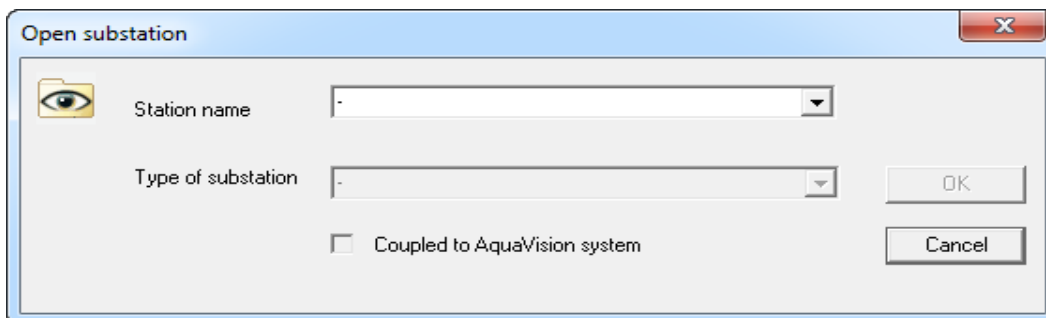 Open substation
Station name -
Type of substation -
OK
Coupled to AquaVision system
Cancel